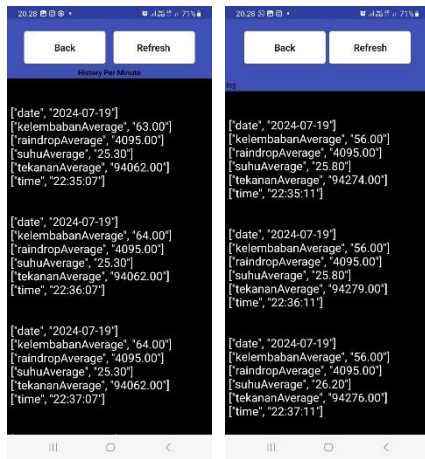 20.28
71%
Back
Refresh
History Per Minute
["date", "2024-07-19"]
["kelembabanAverage", "63.00"]
["raindropAverage", "4095.00"]
["suhuAverage", "25.30"]
["tekananAverage", "94062.00"]
["time", "22:35:07"]
["date", "2024-07-19"]
["kelembabanAverage", "64.00"]
["raindropAverage", "4095.00"]
["suhuAverage", "25.30"]
["tekananAverage", "94062.00"]
["time", "22:36:07"]
["date", "2024-07-19"]
["kelembabanAverage", "64.00"]
["raindropAverage", "4095.00"]
["suhuAverage", "25.30"]
["tekananAverage", "94062.00"]
["time", "22:37:07"]
20.28
71%
Back
Refresh
log
["date", "2024-07-19"]
["kelembabanAverage", "56.00"]
["raindropAverage", "4095.00"]
["suhuAverage", "25.80"]
["tekananAverage", "94274.00"]
["time", "22:35:11"]
["date", "2024-07-19"]
["kelembabanAverage", "56.00"]
["raindropAverage", "4095.00"]
["suhuAverage", "25.80"]
["tekananAverage", "94279.00"]
["time", "22:36:11"]
["date", "2024-07-19"]
["kelembabanAverage", "56.00"]
["raindropAverage", "4095.00"]
["suhuAverage", "26.20"]
["tekananAverage", "94276.00"]
["time", "22:37:11"]